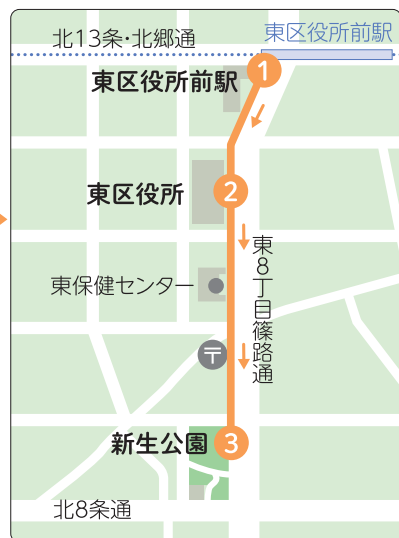 北13条・北郷通
東区役所前駅
東区役所前駅
1
東区役所
2
東8丁目篠路通
東保健センター
〒
新生公園
3
北8条通